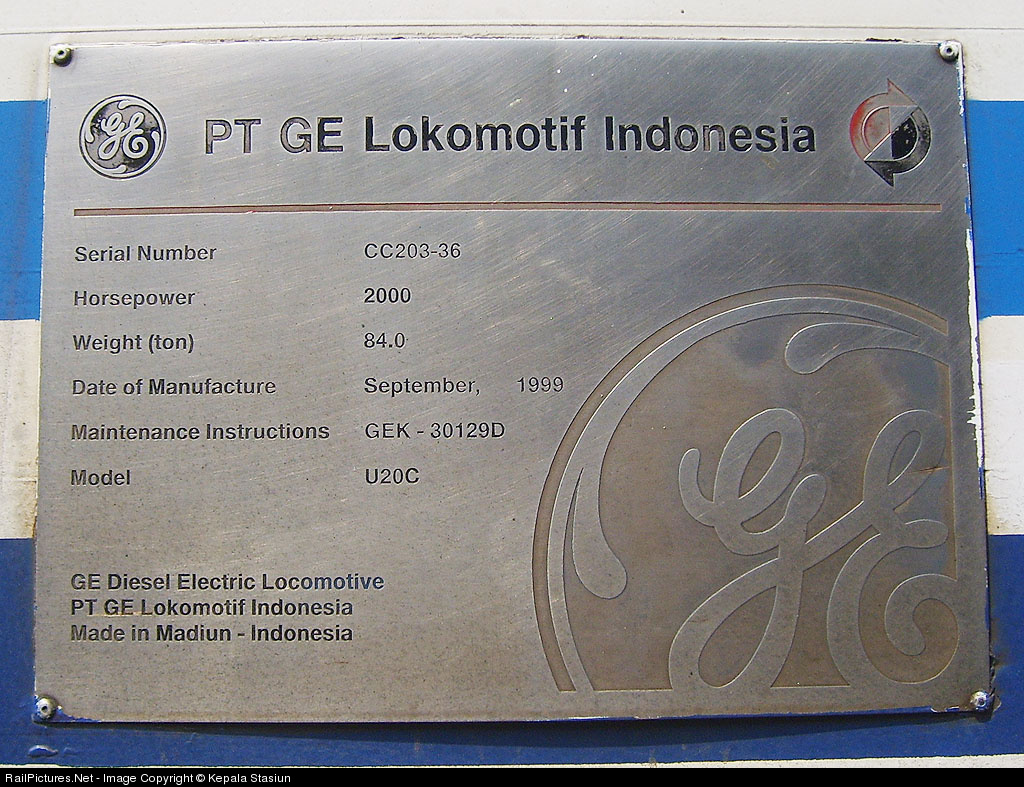 GE PT GE Lokomotif Indonesia
Serial Number CC203-36
Horsepower 2000
Weight (ton) 84.0
Date of Manufacture September, 1999
Maintenance Instructions GEK - 30129D
Model U20C
GE
GE Diesel Electric Locomotive
PT GE Lokomotif Indonesia
Made in Madiun - Indonesia
RailPictures.Net - Image Copyright © Kepala Stasiun